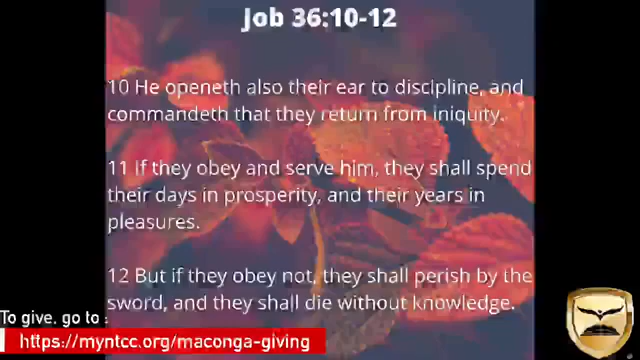 Job 36:10-12
10 He openeth also their ear to discipline, and
commandeth that they return from iniquity.
11 If they obey and serve him, they shall spend
their days in prosperity, and their years in
pleasures.
12 But if they obey not, they shall perish by the
sword, and they shall die without knowledge.
To give, go to :
https://myntcc.org/maconga-giving